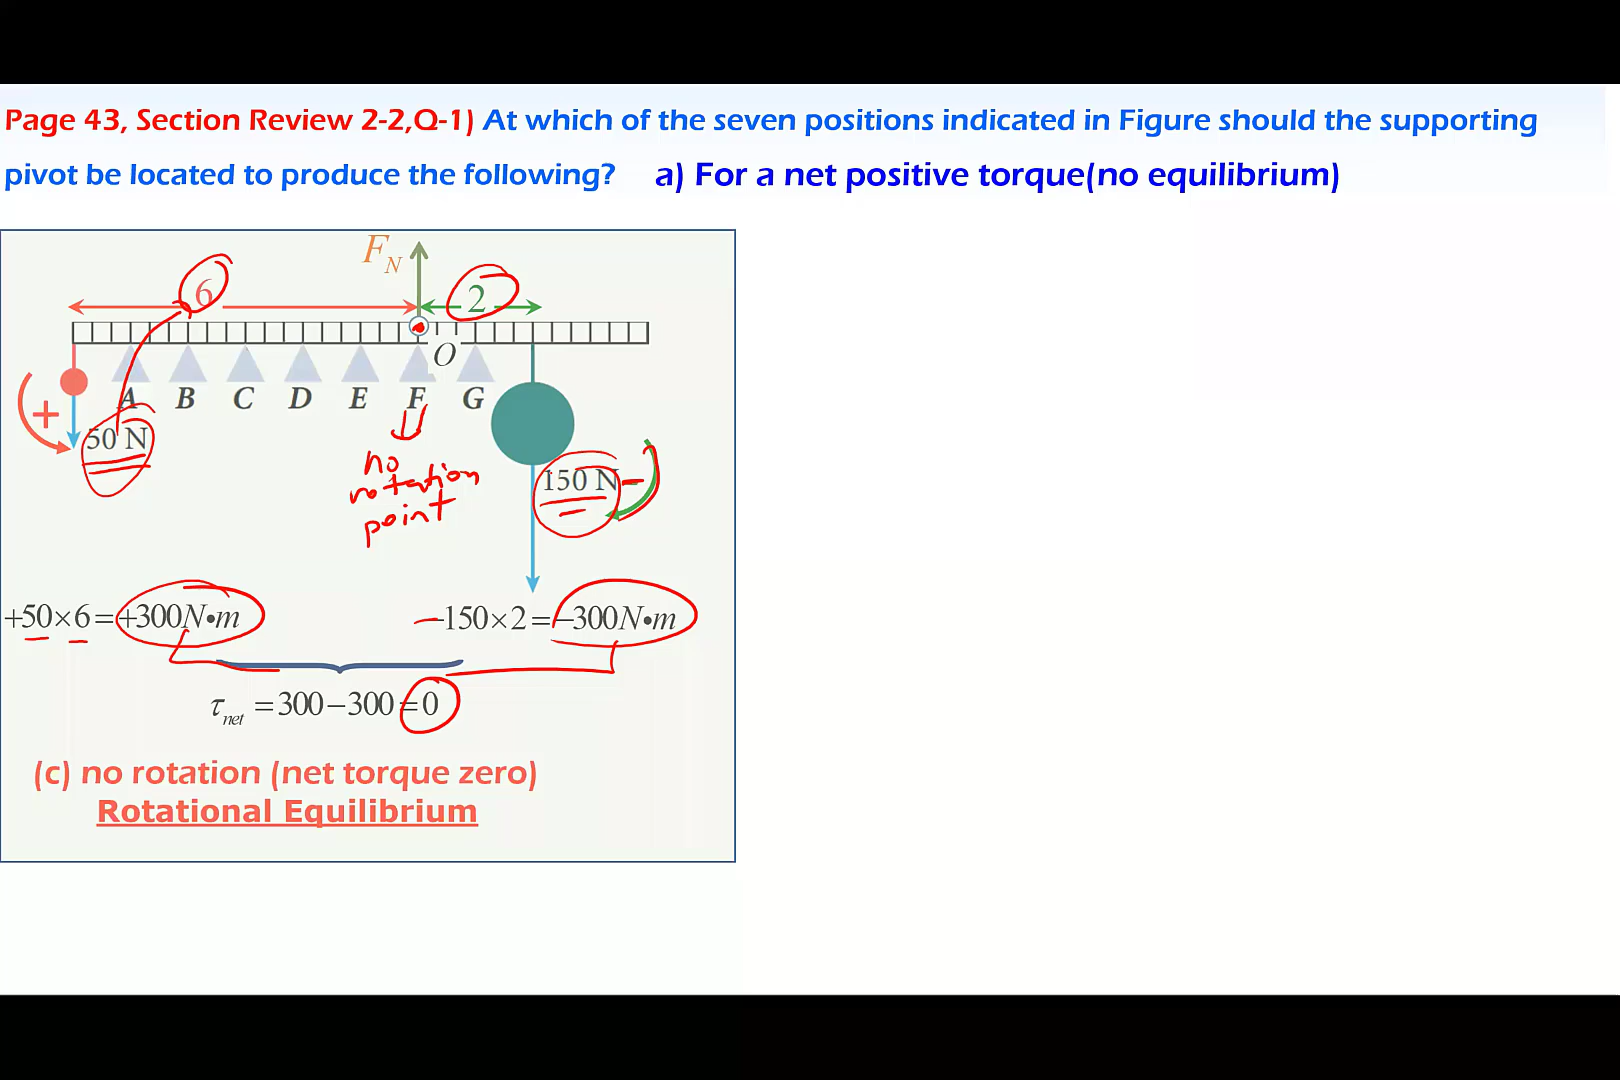 Page 43, Section Review 2-2,Q-1) At which of the seven positions indicated in Figure should the supporting
pivot be located to produce the following? a) For a net positive torque(no equilibrium)
F_N
6
2
O
A B C D E F G
+
50 N
150 N
−
no
rotation
point
+50×6=+300N•m
−150×2=−300N•m
τ_net =300−300=0
(c) no rotation (net torque zero)
Rotational Equilibrium